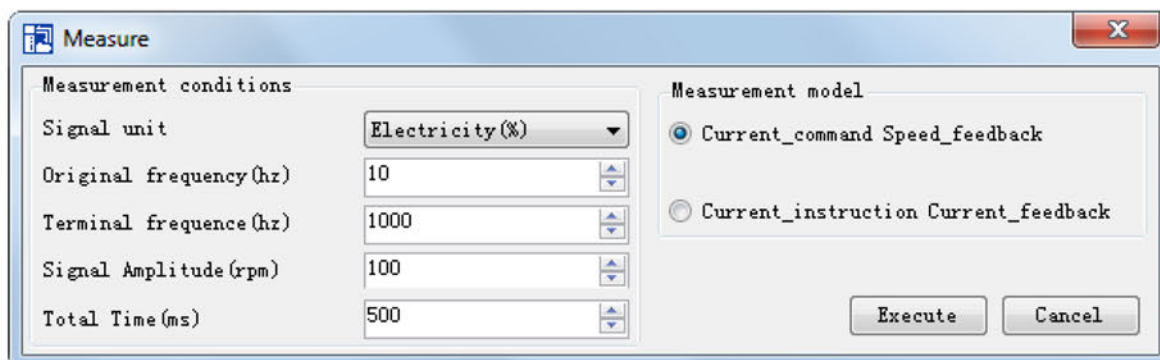 Measure
Measurement conditions
Signal unit
Electricity(%)
Original frequency(hz)
10
Terminal frequence(hz)
1000
Signal Amplitude(rpm)
100
Total Time(ms)
500
Measurement model
Current_command Speed_feedback
Current_instruction Current_feedback
Execute
Cancel